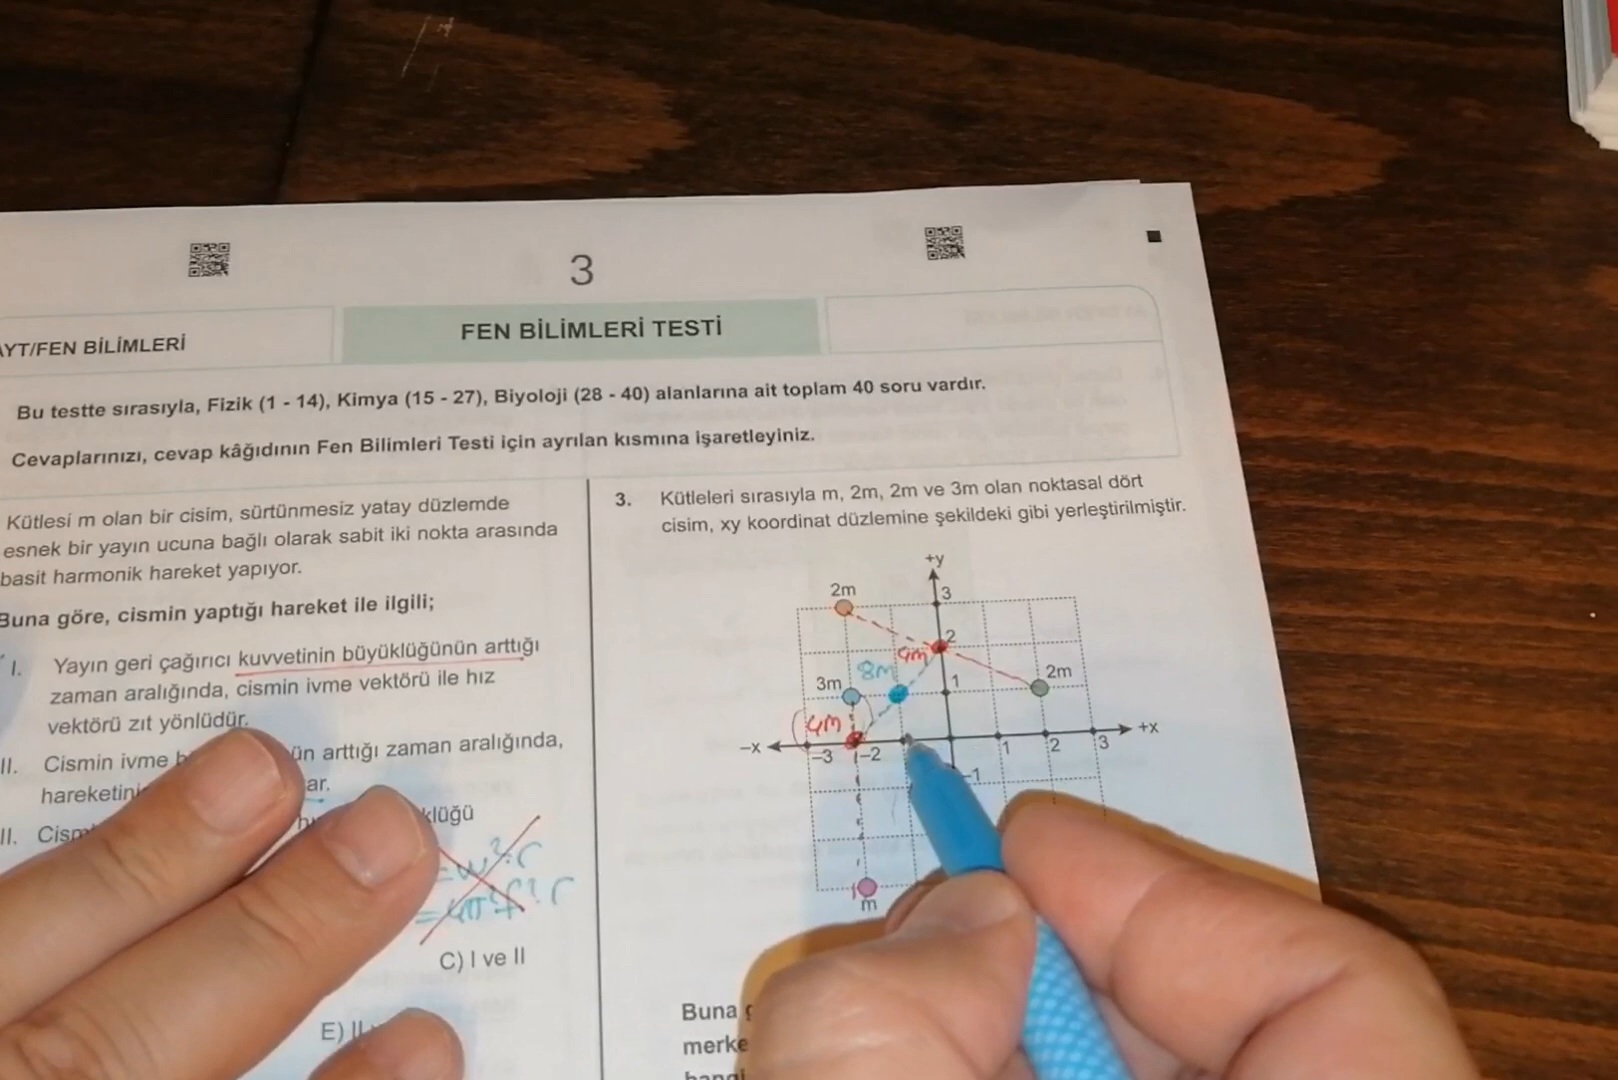 3
AYT/FEN BİLİMLERİ
FEN BİLİMLERİ TESTİ
Bu testte sırasıyla, Fizik (1 - 14), Kimya (15 - 27), Biyoloji (28 - 40) alanlarına ait toplam 40 soru vardır.
Cevaplarınızı, cevap kâğıdının Fen Bilimleri Testi için ayrılan kısmına işaretleyiniz.
Kütlesi m olan bir cisim, sürtünmesiz yatay düzlemde
esnek bir yayın ucuna bağlı olarak sabit iki nokta arasında
basit harmonik hareket yapıyor.
Buna göre, cismin yaptığı hareket ile ilgili;
I. Yayın geri çağırıcı kuvvetinin büyüklüğünün arttığı
zaman aralığında, cismin ivme vektörü ile hız
vektörü zıt yönlüdür.
II. Cismin ivme ün arttığı zaman aralığında,
ar.
klüğü
C) I ve II
E)
3. Kütleleri sırasıyla m, 2m, 2m ve 3m olan noktasal dört
cisim, xy koordinat düzlemine şekildeki gibi yerleştirilmiştir.
+y
2m
3
2
4m
8m
3m
1
2m
4m
–x
–3
–2
1
2
3
+x
–1
m
Buna
merke